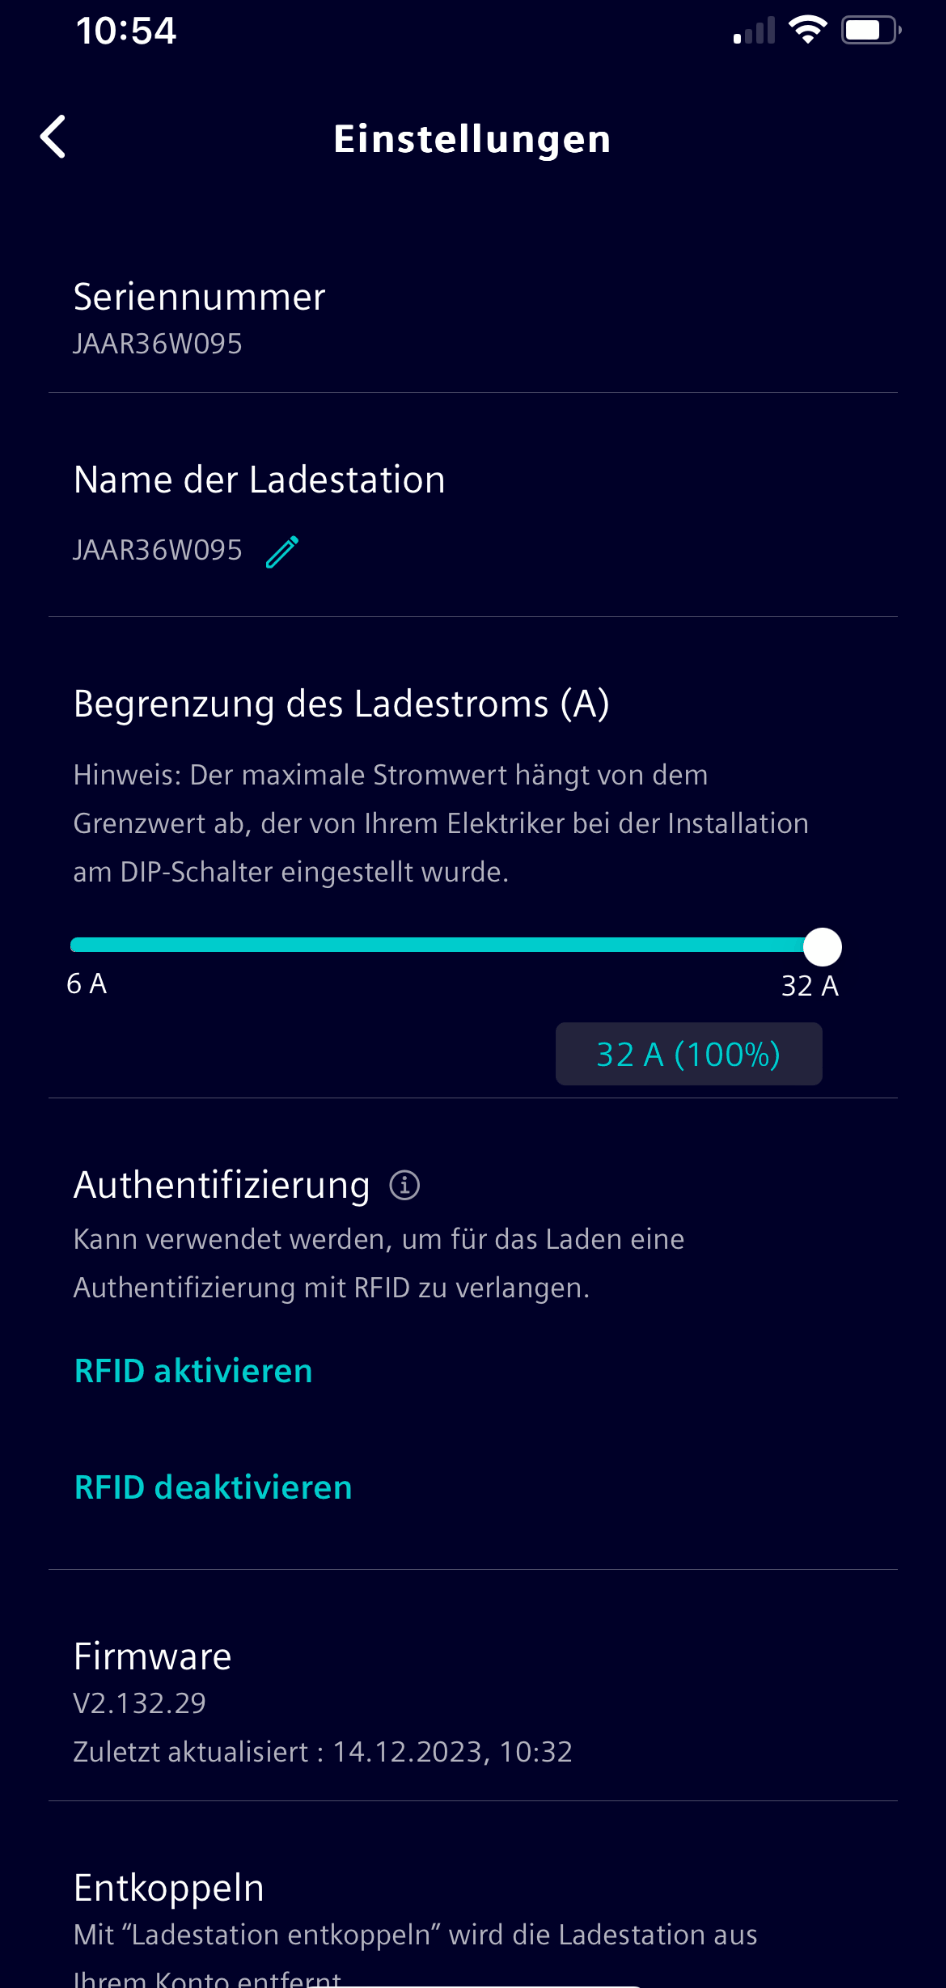 10:54
Einstellungen
Seriennummer
JAAR36W095
Name der Ladestation
JAAR36W095
Begrenzung des Ladestroms (A)
Hinweis: Der maximale Stromwert hängt von dem
Grenzwert ab, der von Ihrem Elektriker bei der Installation
am DIP-Schalter eingestellt wurde.
6 A
32 A
32 A (100%)
Authentifizierung
Kann verwendet werden, um für das Laden eine
Authentifizierung mit RFID zu verlangen.
RFID aktivieren
RFID deaktivieren
Firmware
V2.132.29
Zuletzt aktualisiert : 14.12.2023, 10:32
Entkoppeln
Mit “Ladestation entkoppeln” wird die Ladestation aus
Ihrem Konto entfernt